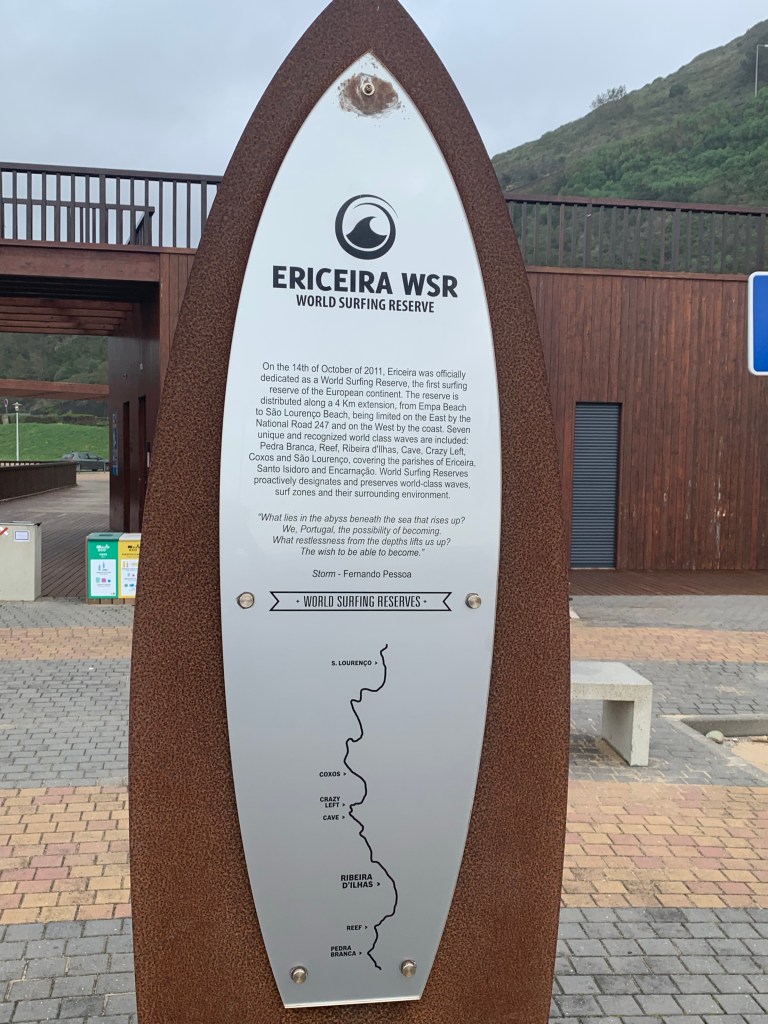 ERICEIRA WSR
WORLD SURFING RESERVE
On the 14th of October of 2011, Ericeira was officially
dedicated as a World Surfing Reserve, the first surfing
reserve of the European continent. The reserve is
distributed along a 4 Km extension, from Empa Beach
to São Lourenço Beach, being limited on the East by the
National Road 247 and on the West by the coast. Seven
unique and recognized world class waves are included:
Pedra Branca, Reef, Ribeira d'Ilhas, Cave, Crazy Left,
Coxos and São Lourenço, covering the parishes of Ericeira,
Santo Isidoro and Encarnação. World Surfing Reserves
proactively designates and preserves world-class waves,
surf zones and their surrounding environment.
"What lies in the abyss beneath the sea that rises up?
We, Portugal, the possibility of becoming.
What restlessness from the depths lifts us up?
The wish to be able to become."
Storm - Fernando Pessoa
• WORLD SURFING RESERVES •
S. LOURENÇO >
COXOS >
CRAZY
LEFT >
CAVE >
RIBEIRA
D'ILHAS >
REEF >
PEDRA
BRANCA >